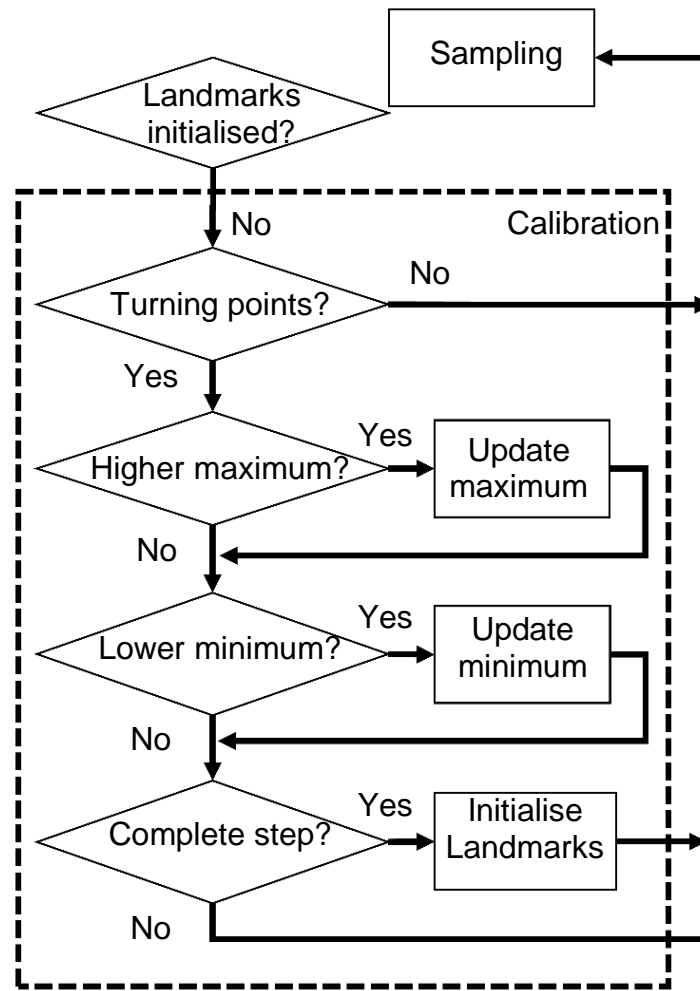 Sampling
Landmarks
initialised?
No
Calibration
No
Turning points?
Yes
Yes
Higher maximum?
Update
maximum
No
Yes
Lower minimum?
Update
minimum
No
Yes
Complete step?
Initialise
Landmarks
No